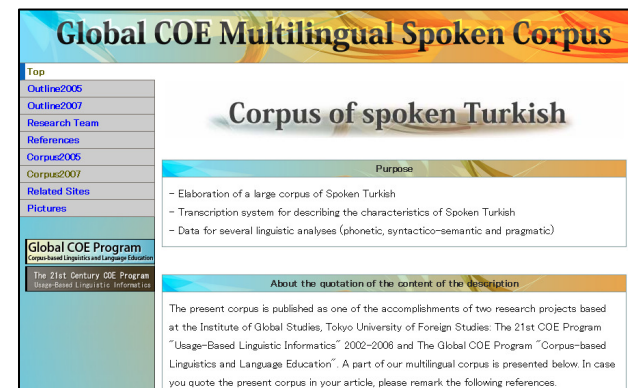 Global COE Multilingual Spoken Corpus
Top
Outline2005
Outline2007
Research Team
References
Corpus2005
Corpus2007
Related Sites
Pictures
Global COE Program
Corpus-based Linguistics and Language Education
The 21st Century COE Program
Usage-Based Linguistic Informatics
Corpus of spoken Turkish
Purpose
- Elaboration of a large corpus of Spoken Turkish
- Transcription system for describing the characteristics of Spoken Turkish
- Data for several linguistic analyses (phonetic, syntactico-semantic and pragmatic)
About the quotation of the content of the description
The present corpus is published as one of the accomplishments of two research projects based
at the Institute of Global Studies, Tokyo University of Foreign Studies: The 21st COE Program
"Usage-Based Linguistic Informatics" 2002-2006 and The Global COE Program "Corpus-based
Linguistics and Language Education". A part of our multilingual corpus is presented below. In case
you quote the present corpus in your article, please remark the following references.